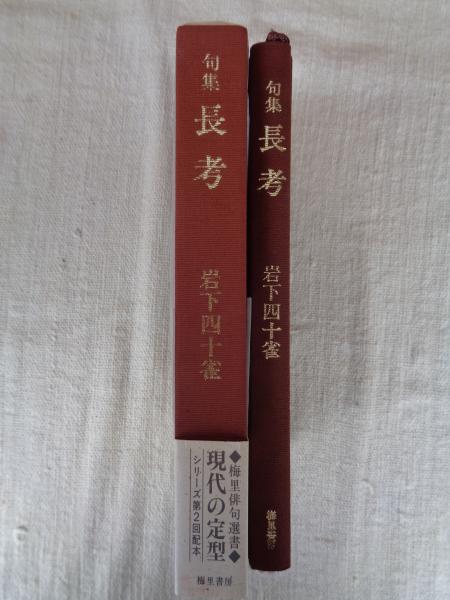 句集
長考
岩下四十雀
◆梅里俳句選書◆
現代の定型
シリーズ第2回配本
梅里書房
句集
長考
岩下四十雀
梅里書房